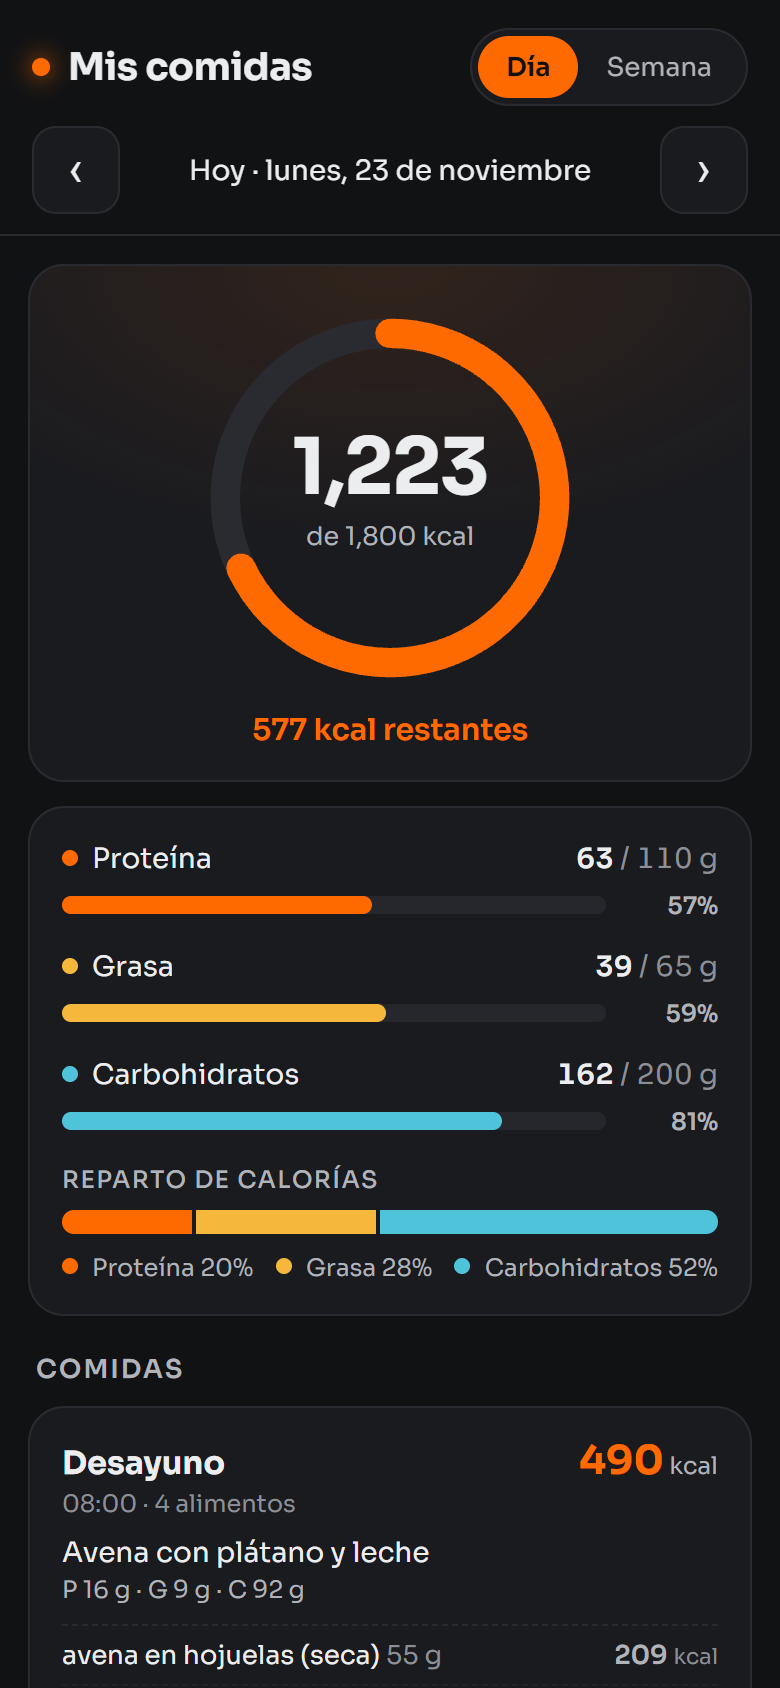 Mis comidas
Día
Semana
‹
Hoy · lunes, 23 de noviembre
›
1,223
de 1,800 kcal
577 kcal restantes
Proteína 63 / 110 g
57%
Grasa 39 / 65 g
59%
Carbohidratos 162 / 200 g
81%
REPARTO DE CALORÍAS
Proteína 20% Grasa 28% Carbohidratos 52%
COMIDAS
Desayuno 490 kcal
08:00 · 4 alimentos
Avena con plátano y leche
P 16 g · G 9 g · C 92 g
avena en hojuelas (seca) 55 g 209 kcal